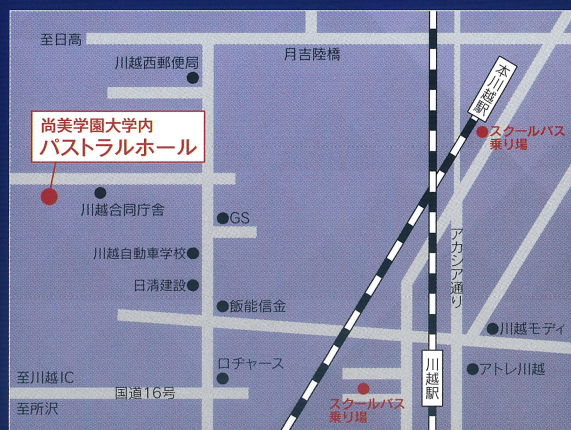 至日高
月吉陸橋
川越西郵便局
本川越駅
スクールバス
乗り場
尚美学園大学内
パストラルホール
川越合同庁舎
GS
アカシア通り
川越自動車学校
日清建設
飯能信金
川越モディ
ロヂャース
川越駅
アトレ川越
至川越IC
国道16号
至所沢
スクールバス
乗り場